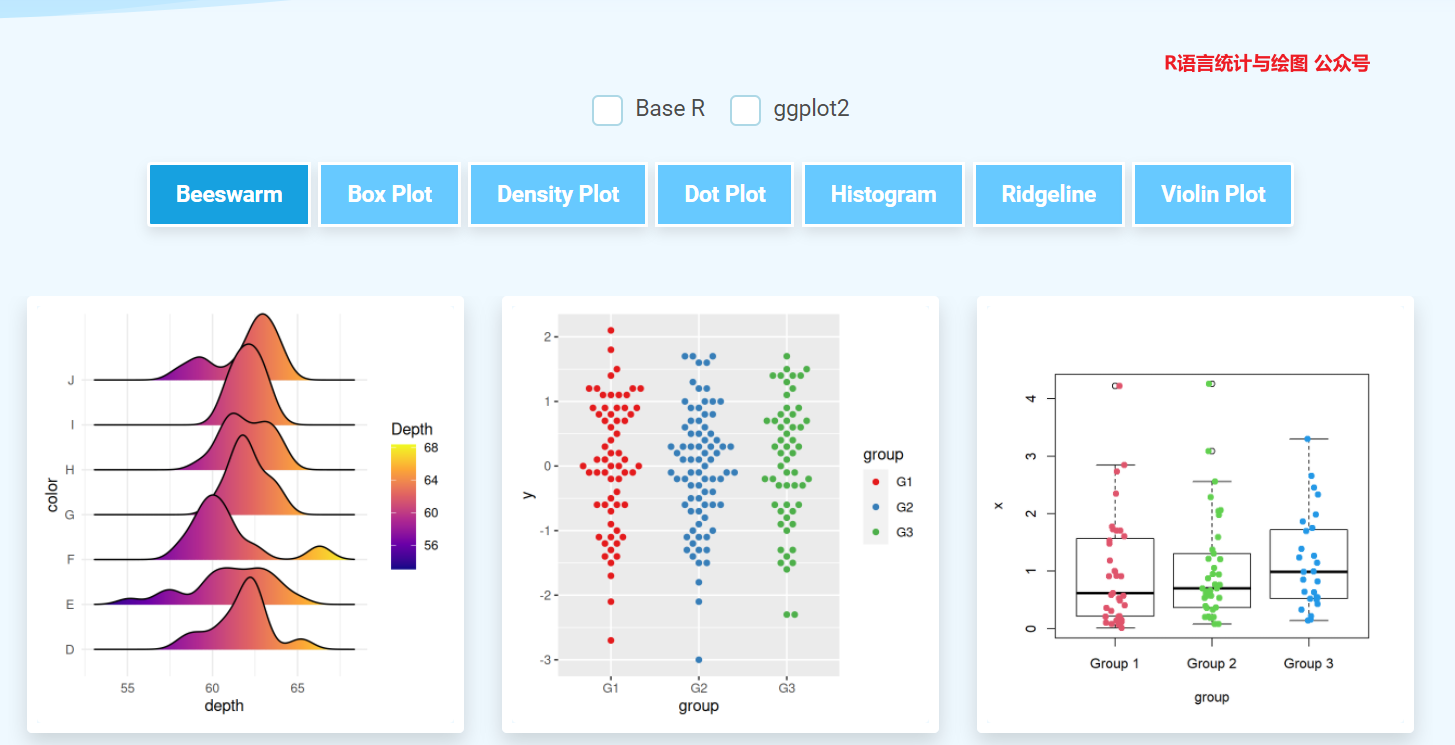 R语言统计与绘图 公众号
Base R
ggplot2
Beeswarm
Box Plot
Density Plot
Dot Plot
Histogram
Ridgeline
Violin Plot
J
I
H
G
F
E
D
color
55
60
65
depth
Depth
68
64
60
56
2
1
0
-1
-2
-3
y
G1
G2
G3
group
group
G1
G2
G3
4
3
2
1
0
x
Group 1
Group 2
Group 3
group